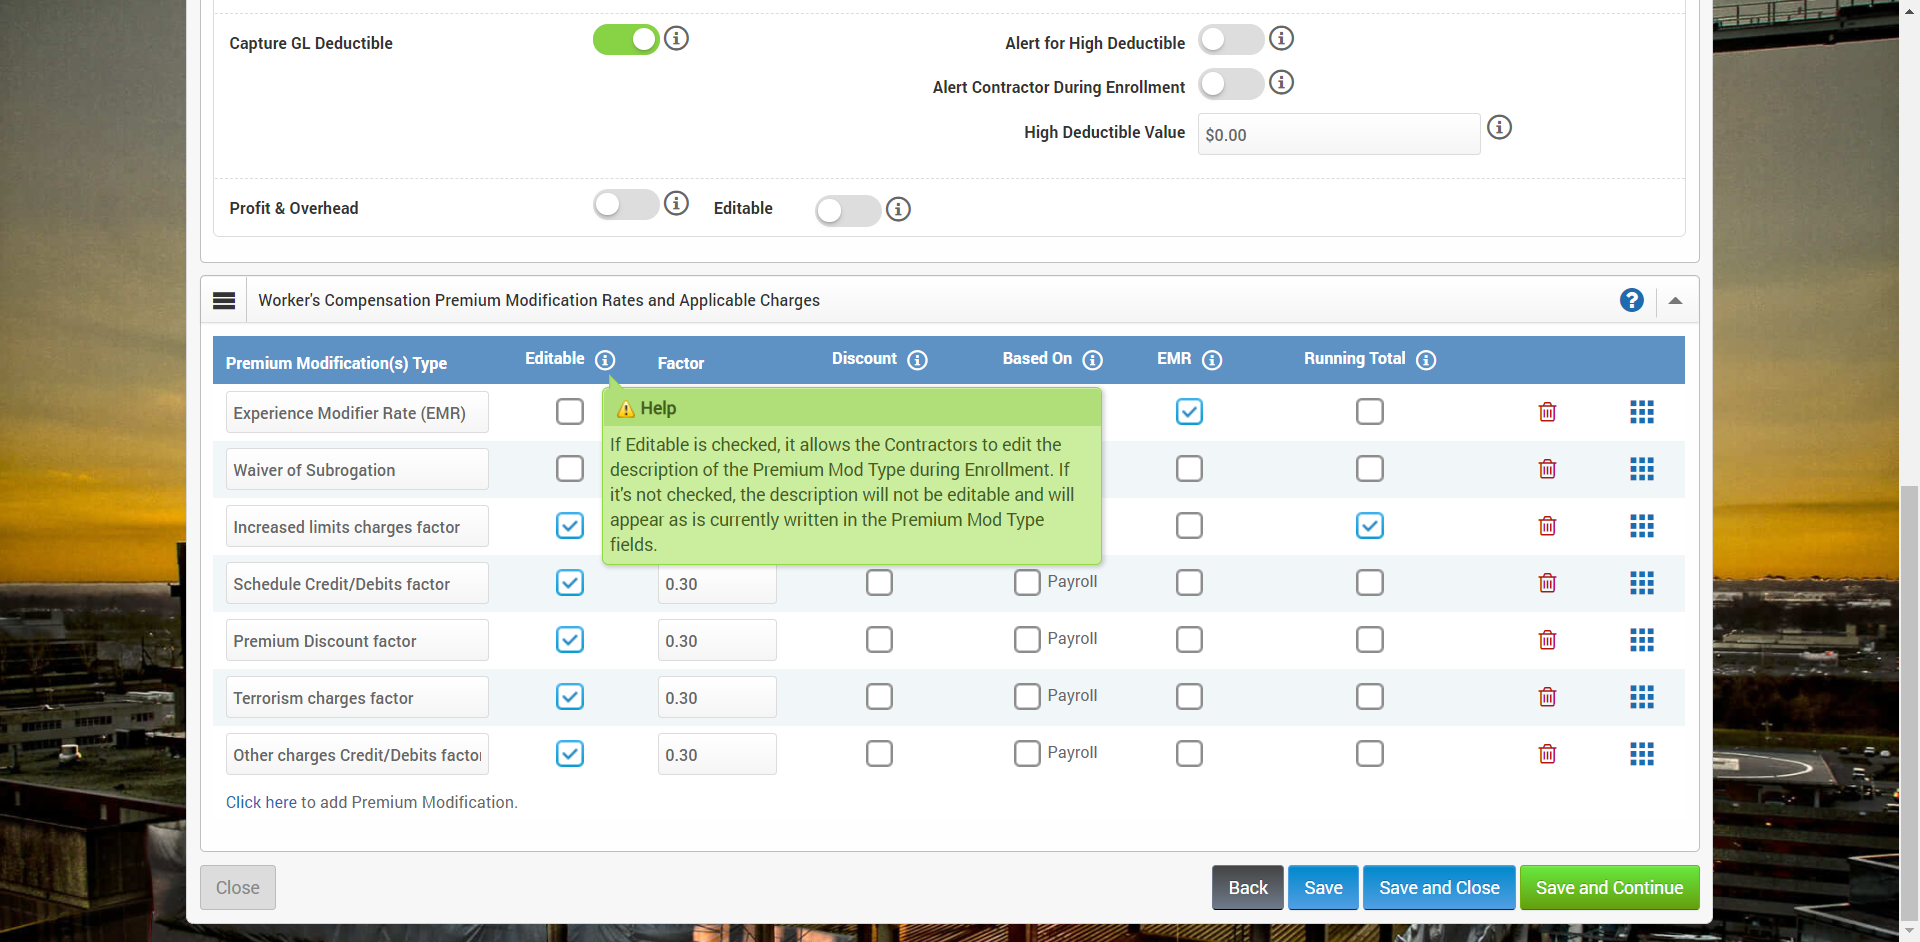 Capture GL Deductible
Alert for High Deductible
Alert Contractor During Enrollment
High Deductible Value
$0.00
Profit & Overhead
Editable
Worker's Compensation Premium Modification Rates and Applicable Charges
Premium Modification(s) Type
Editable
Factor
Discount
Based On
EMR
Running Total
Experience Modifier Rate (EMR)
Waiver of Subrogation
Increased limits charges factor
Help
If Editable is checked, it allows the Contractors to edit the
description of the Premium Mod Type during Enrollment. If
it's not checked, the description will not be editable and will
appear as is currently written in the Premium Mod Type
fields.
Schedule Credit/Debits factor
0.30
Payroll
Premium Discount factor
0.30
Payroll
Terrorism charges factor
0.30
Payroll
Other charges Credit/Debits factor
0.30
Payroll
Click here to add Premium Modification.
Close
Back
Save
Save and Close
Save and Continue